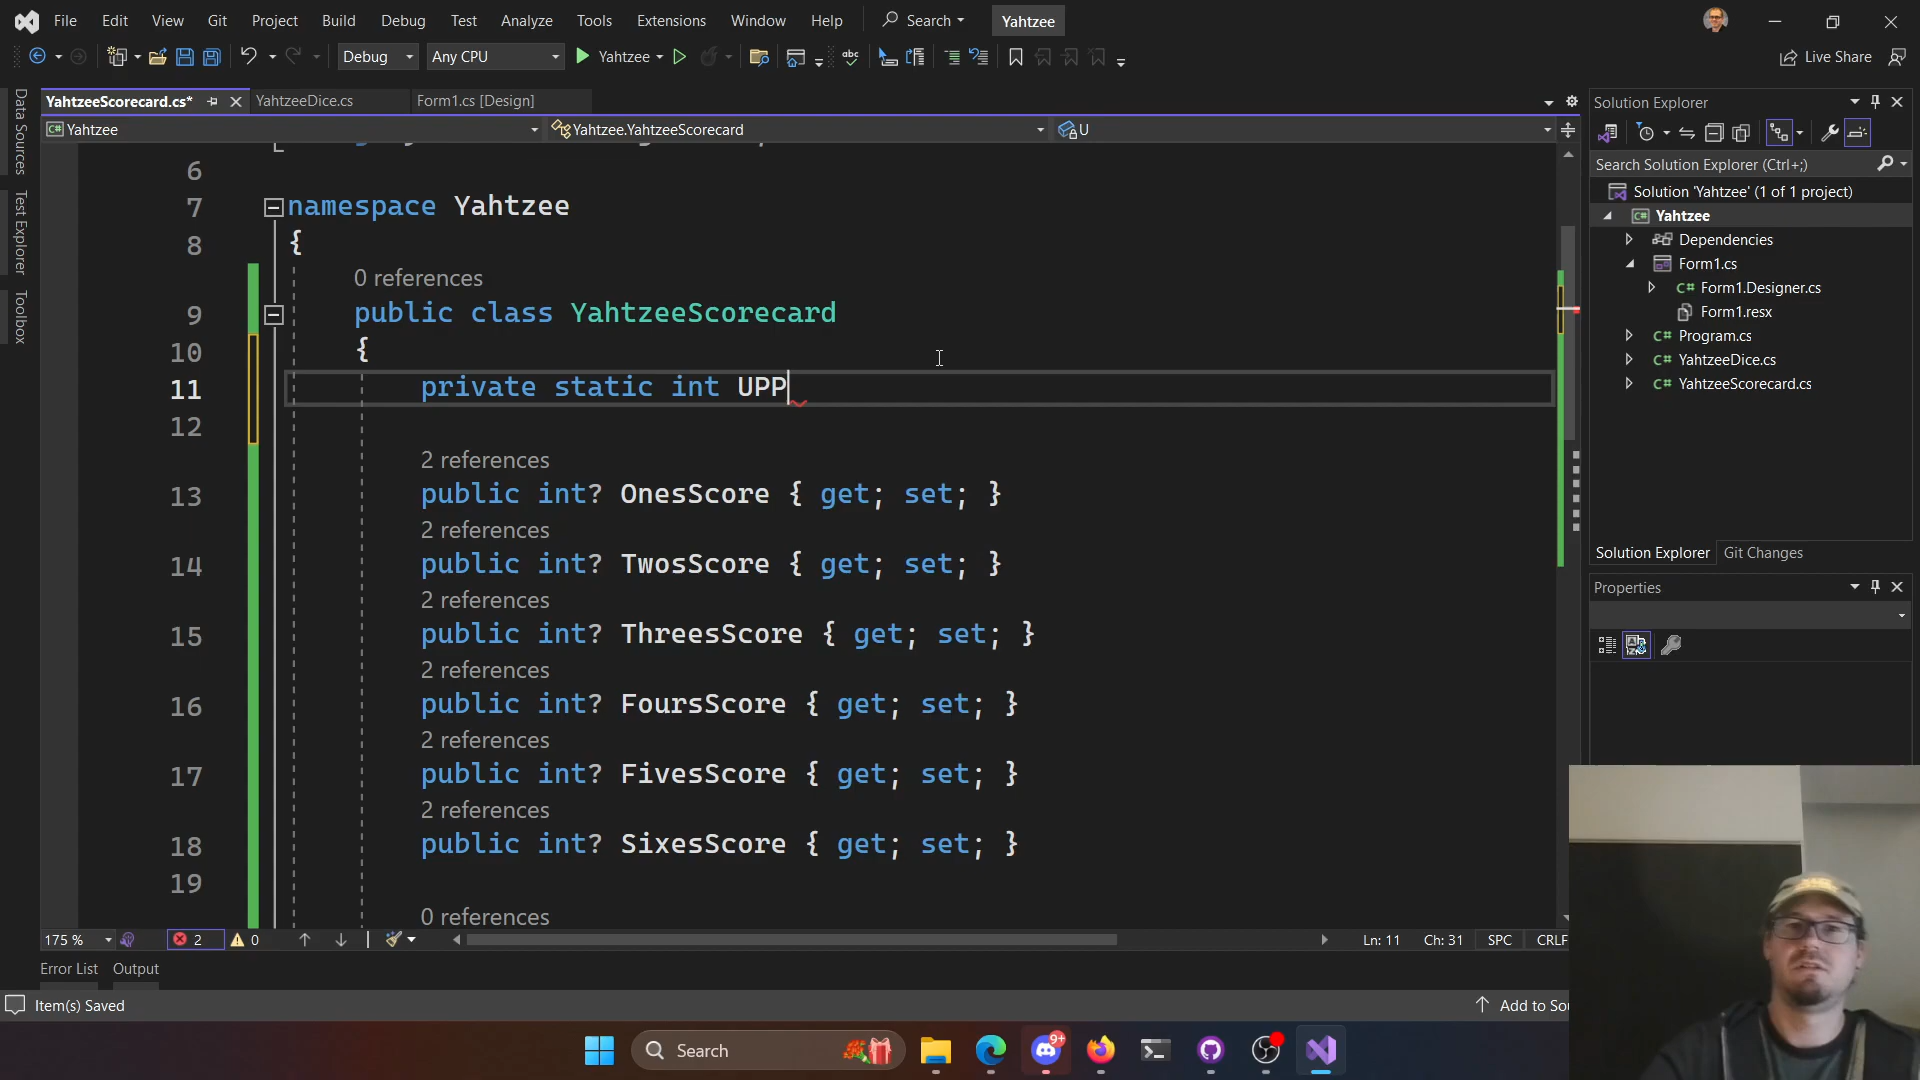 File Edit View Git Project Build Debug Test Analyze Tools Extensions Window Help Search Yahtzee
Debug Any CPU Yahtzee abc Live Share
YahtzeeScorecard.cs* YahtzeeDice.cs Form1.cs [Design]
Yahtzee Yahtzee.YahtzeeScorecard U
Data Sources
Test Explorer
Toolbox
6
7 namespace Yahtzee
8 {
0 references
9 public class YahtzeeScorecard
10 {
11 private static int UPP
12
2 references
13 public int? OnesScore { get; set; }
2 references
14 public int? TwosScore { get; set; }
2 references
15 public int? ThreesScore { get; set; }
2 references
16 public int? FoursScore { get; set; }
2 references
17 public int? FivesScore { get; set; }
2 references
18 public int? SixesScore { get; set; }
19
0 references
175 % 2 0 Ln: 11 Ch: 31 SPC CRLF
Error List Output
Item(s) Saved Add to Sou
Solution Explorer
Search Solution Explorer (Ctrl+;)
Solution 'Yahtzee' (1 of 1 project)
C# Yahtzee
Dependencies
Form1.cs
C# Form1.Designer.cs
Form1.resx
C# Program.cs
C# YahtzeeDice.cs
C# YahtzeeScorecard.cs
Solution Explorer Git Changes
Properties
Search 9+